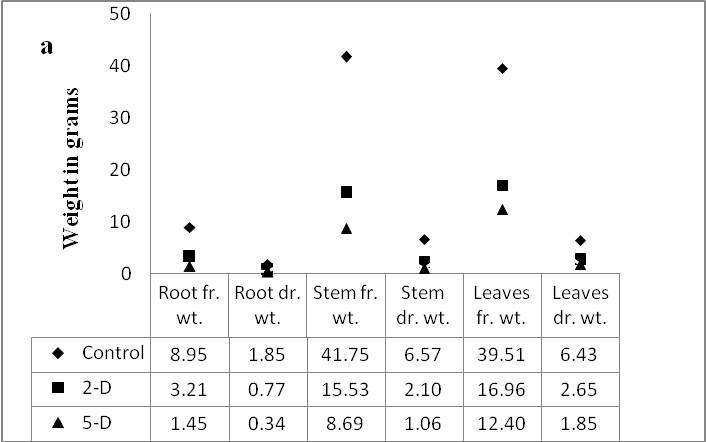 a
Weight in grams
50
40
30
20
10
0
Root fr. wt. Root dr. wt. Stem fr. wt. Stem dr. wt. Leaves fr. wt. Leaves dr. wt.
Control 8.95 1.85 41.75 6.57 39.51 6.43
2-D 3.21 0.77 15.53 2.10 16.96 2.65
5-D 1.45 0.34 8.69 1.06 12.40 1.85